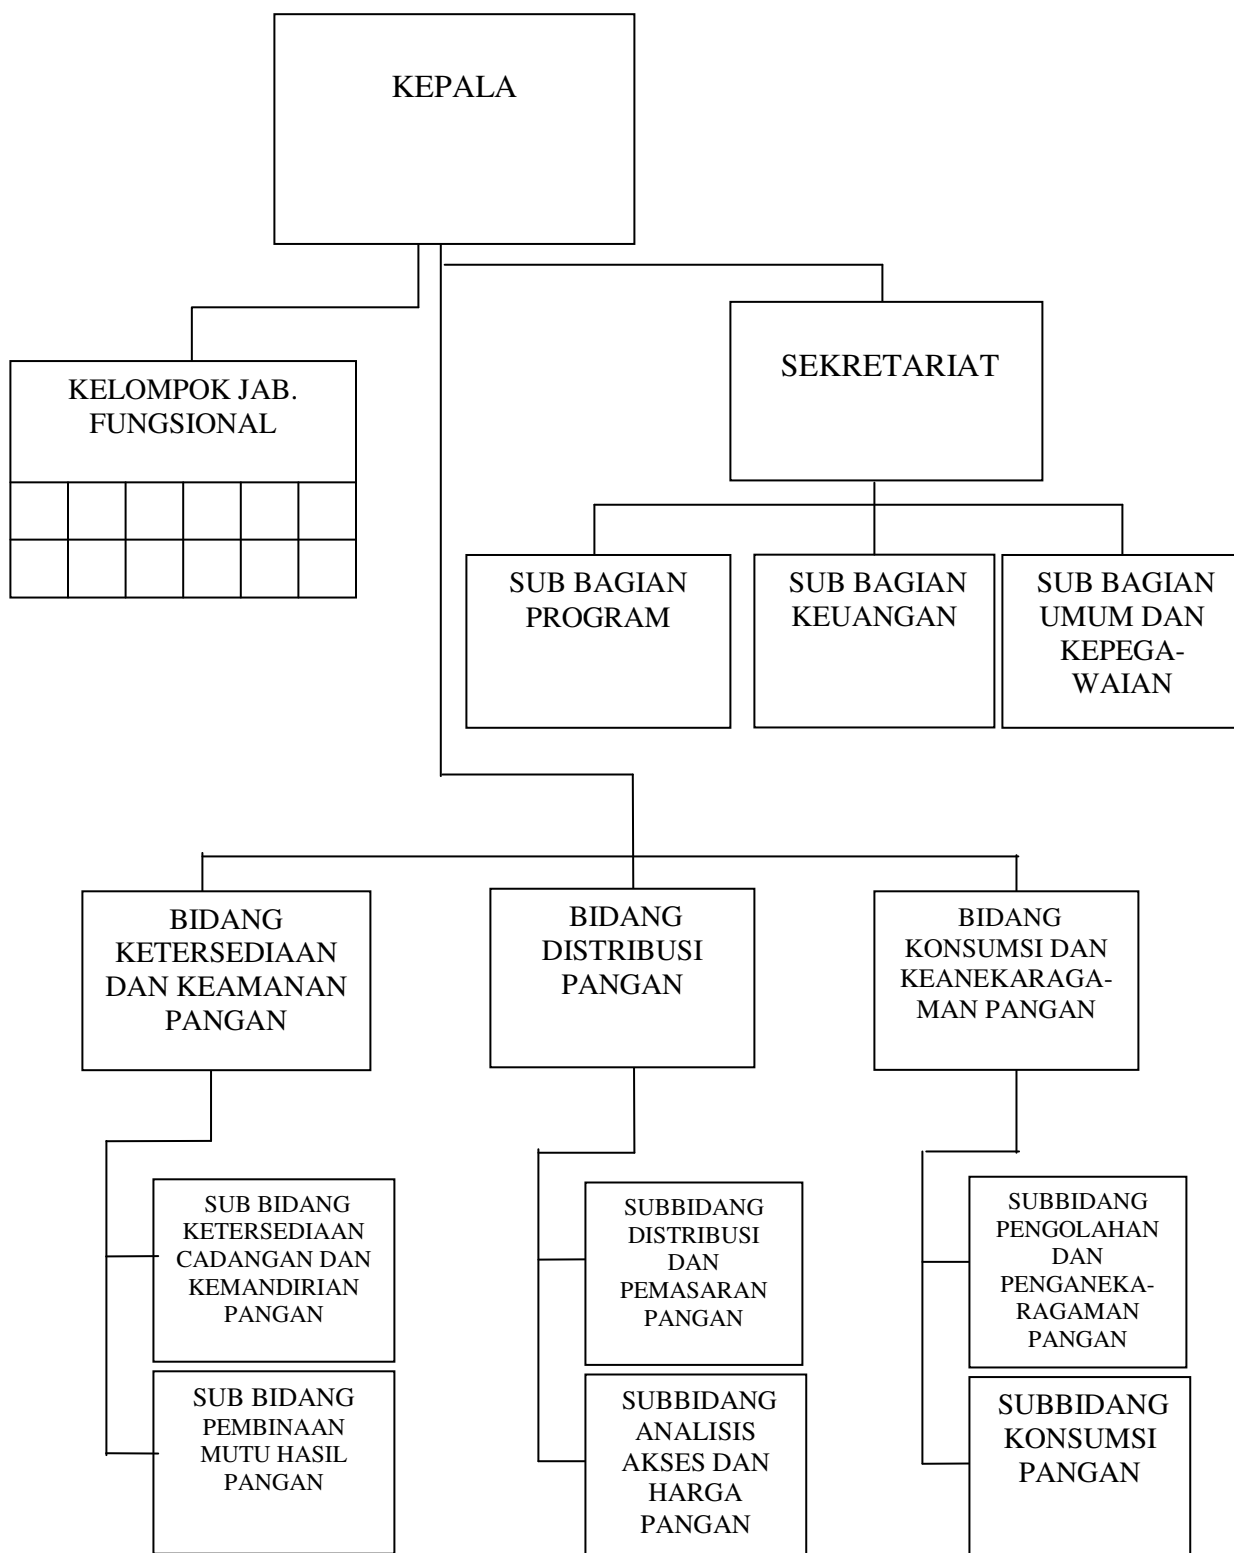 KEPALA
SEKRETARIAT
KELOMPOK JAB.
FUNGSIONAL
SUB BAGIAN
PROGRAM
SUB BAGIAN
KEUANGAN
SUB BAGIAN
UMUM DAN
KEPEGA-
WAIAN
BIDANG
KETERSEDIAAN
DAN KEAMANAN
PANGAN
BIDANG
DISTRIBUSI
PANGAN
BIDANG
KONSUMSI DAN
KEANEKARAGA-
MAN PANGAN
SUB BIDANG
KETERSEDIAAN
CADANGAN DAN
KEMANDIRIAN
PANGAN
SUBBIDANG
DISTRIBUSI
DAN
PEMASARAN
PANGAN
SUBBIDANG
PENGOLAHAN
DAN
PENGANEKA-
RAGAMAN
PANGAN
SUB BIDANG
PEMBINAAN
MUTU HASIL
PANGAN
SUBBIDANG
ANALISIS
AKSES DAN
HARGA
PANGAN
SUBBIDANG
KONSUMSI
PANGAN